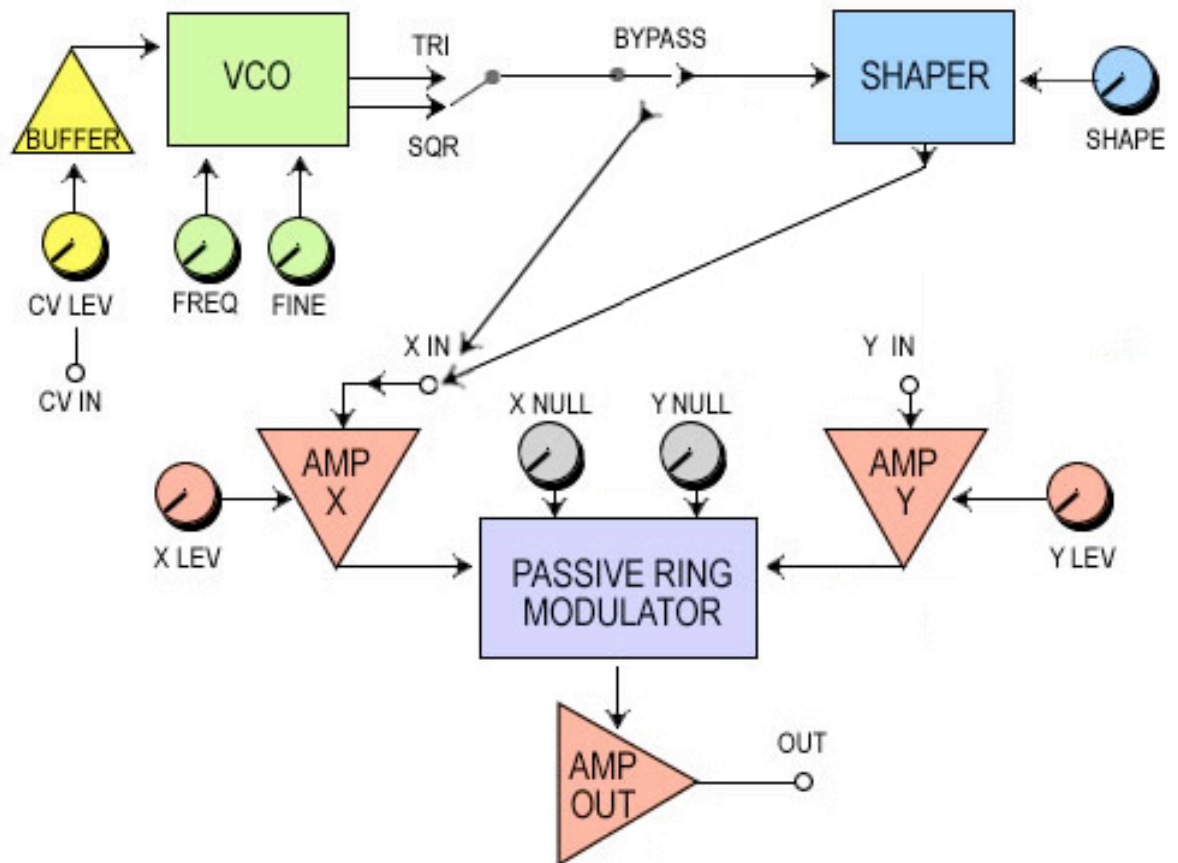 TRI
BYPASS
VCO
SHAPER
BUFFER
SQR
SHAPE
CV LEV
FREQ
FINE
X IN
Y IN
CV IN
X NULL
Y NULL
AMP
X
AMP
Y
X LEV
Y LEV
PASSIVE RING
MODULATOR
OUT
AMP
OUT